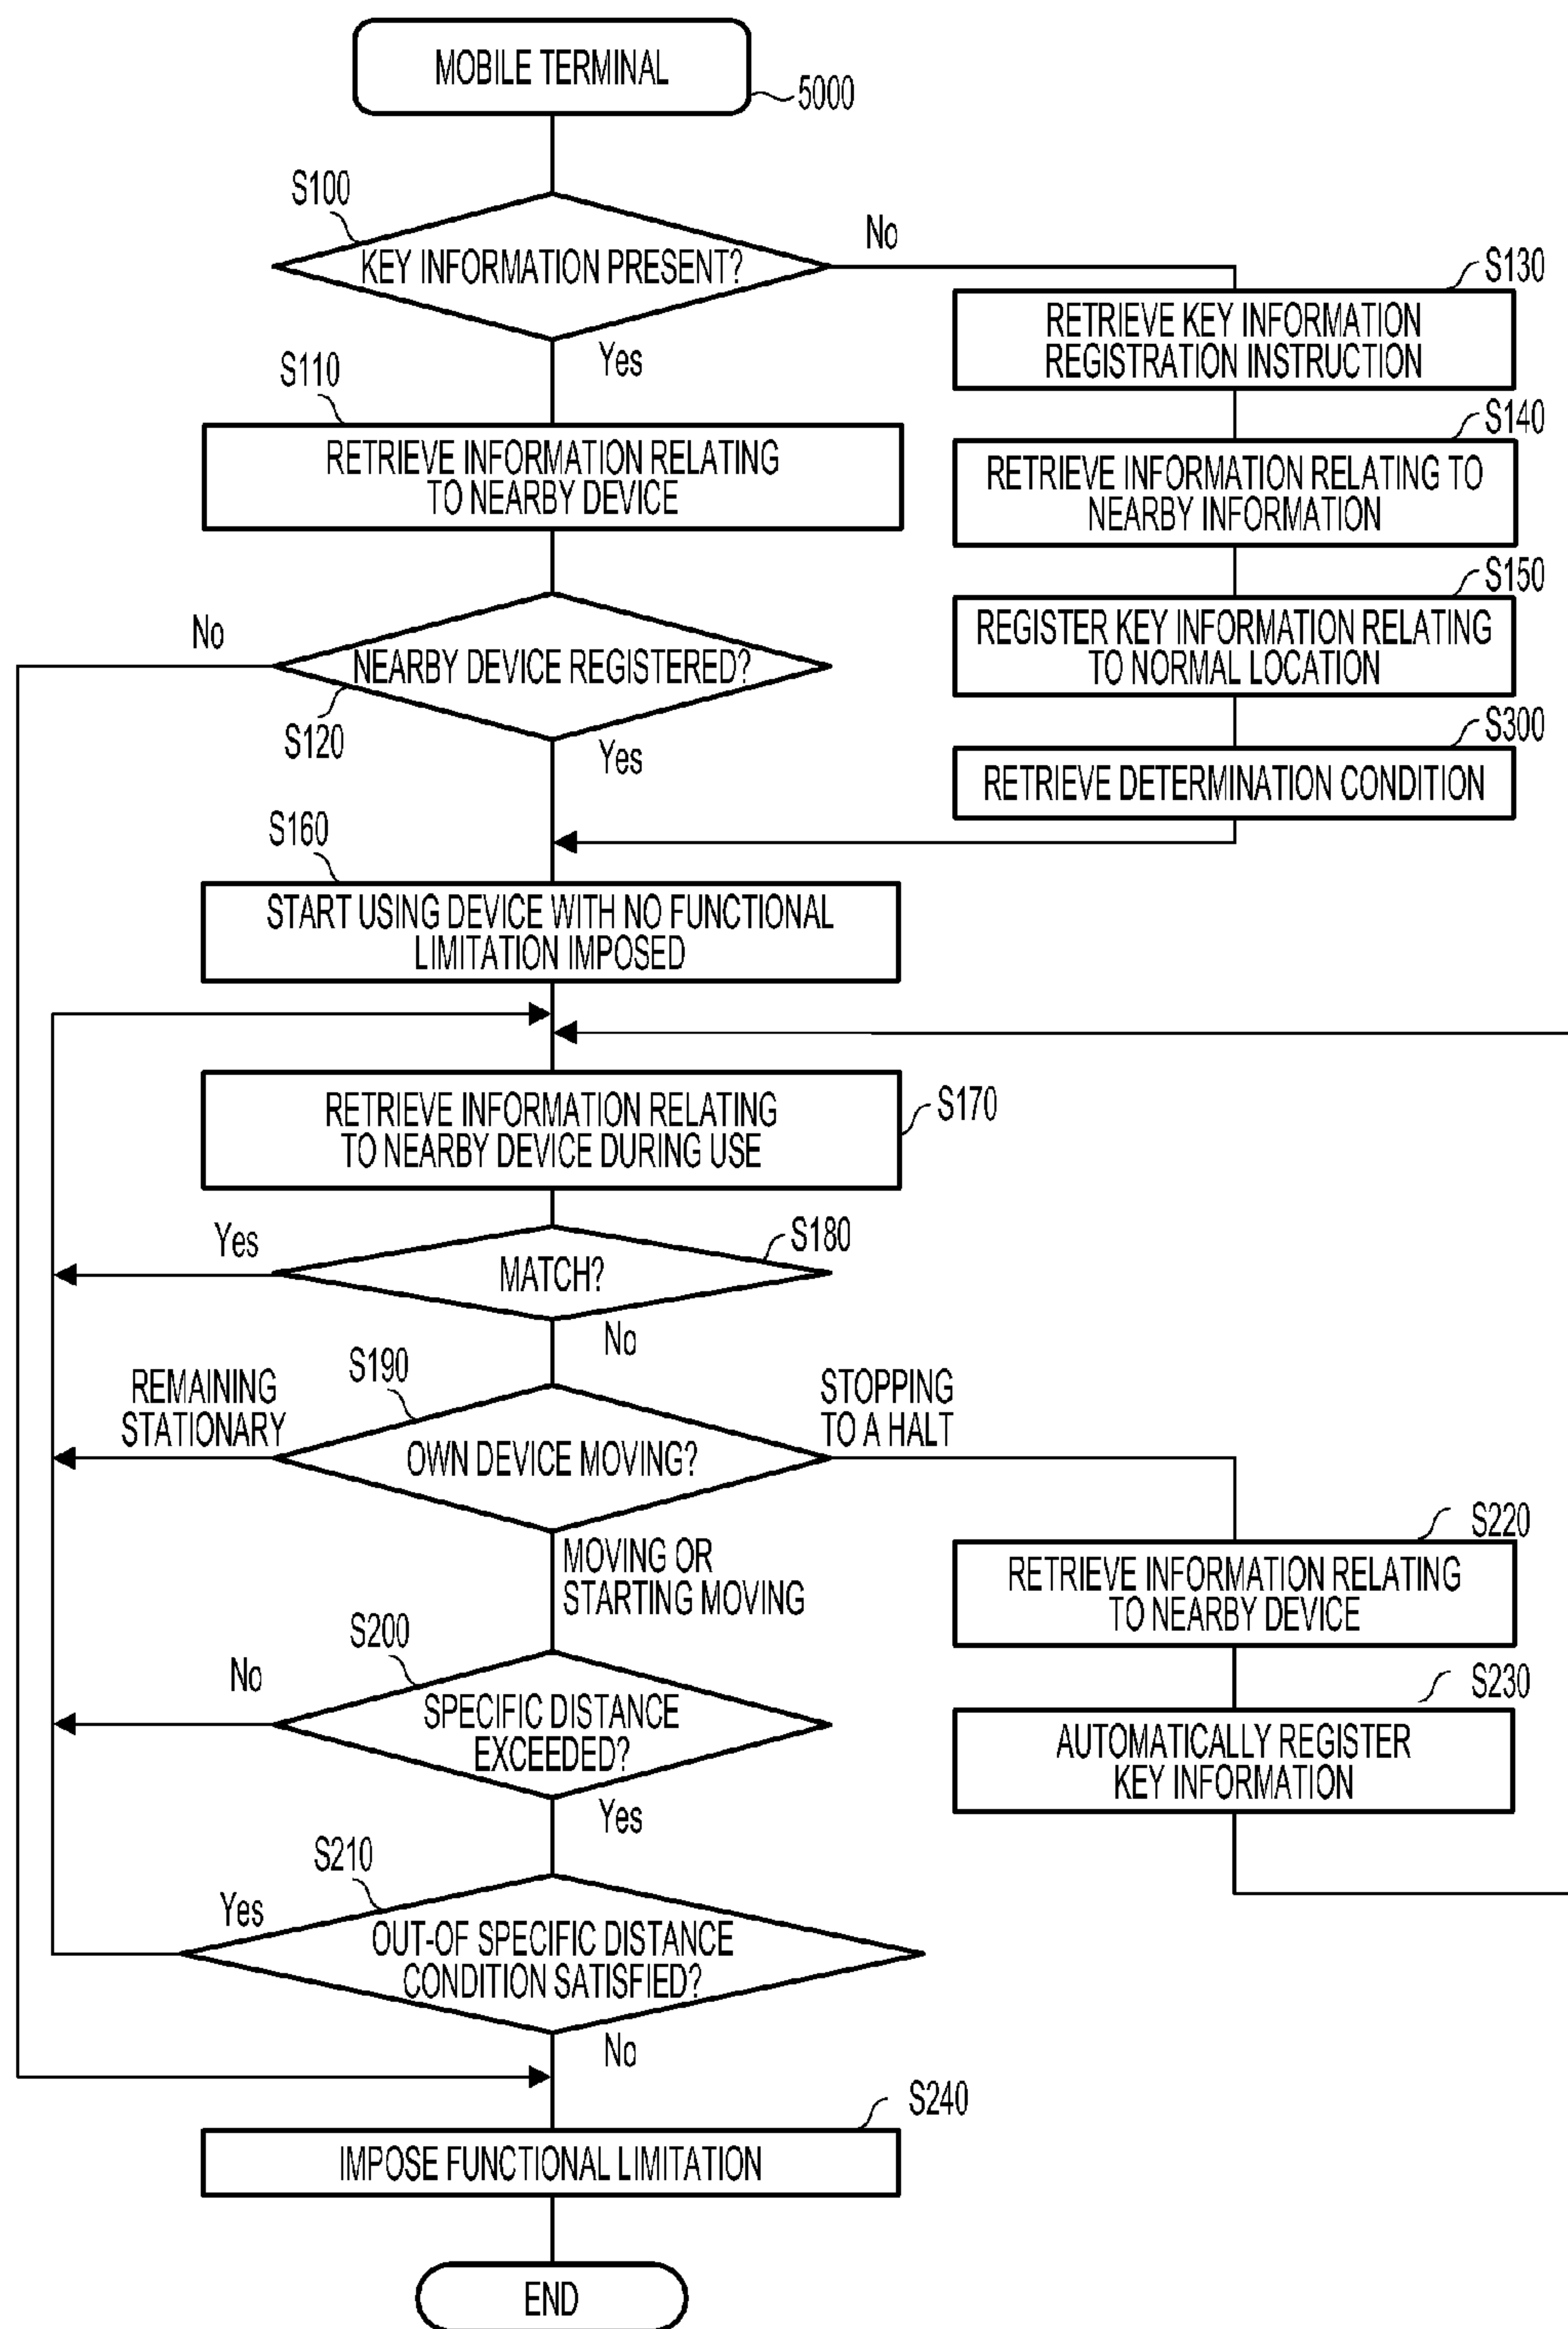 MOBILE TERMINAL
5000
S100
KEY INFORMATION PRESENT?
No
Yes
S130
RETRIEVE KEY INFORMATION
REGISTRATION INSTRUCTION
S110
RETRIEVE INFORMATION RELATING
TO NEARBY DEVICE
S140
RETRIEVE INFORMATION RELATING TO
NEARBY INFORMATION
S150
REGISTER KEY INFORMATION RELATING
TO NORMAL LOCATION
No
NEARBY DEVICE REGISTERED?
S120
Yes
S300
RETRIEVE DETERMINATION CONDITION
S160
START USING DEVICE WITH NO FUNCTIONAL
LIMITATION IMPOSED
RETRIEVE INFORMATION RELATING
TO NEARBY DEVICE DURING USE
S170
Yes
MATCH?
S180
No
REMAINING
STATIONARY
S190
OWN DEVICE MOVING?
STOPPING
TO A HALT
MOVING OR
STARTING MOVING
S220
RETRIEVE INFORMATION RELATING
TO NEARBY DEVICE
S200
No
SPECIFIC DISTANCE
EXCEEDED?
Yes
S230
AUTOMATICALLY REGISTER
KEY INFORMATION
S210
Yes
OUT-OF SPECIFIC DISTANCE
CONDITION SATISFIED?
No
S240
IMPOSE FUNCTIONAL LIMITATION
END